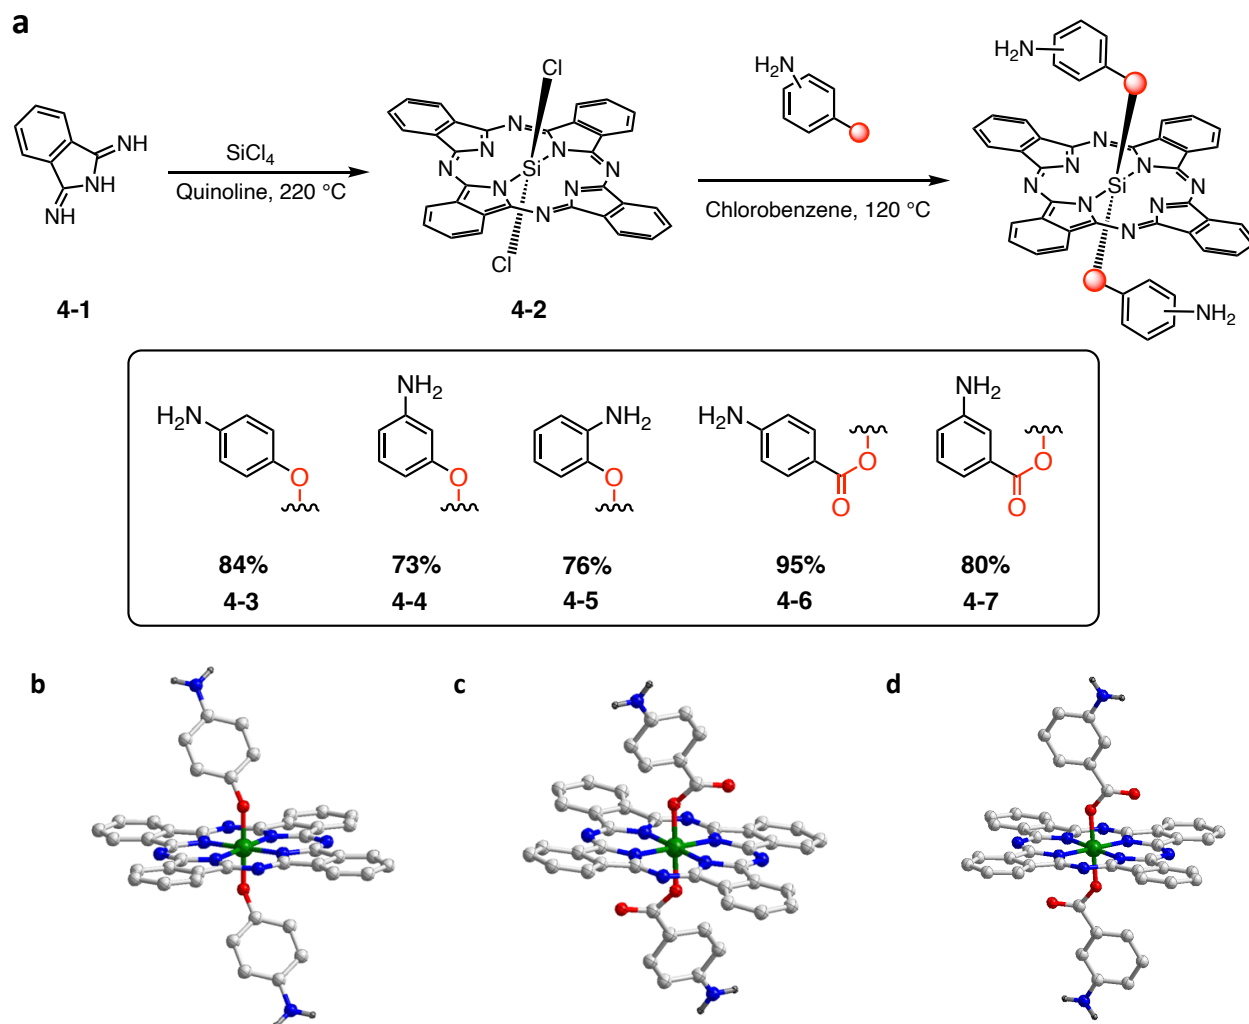 a
NH
NH
NH
SiCl4
Quinoline, 220 °C
Cl
N
N
N
N
Si
N
N
N
N
Cl
H2N
Chlorobenzene, 120 °C
H2N
N
N
N
N
Si
N
N
N
N
NH2
4-1
4-2
H2N
O
NH2
O
NH2
O
H2N
O
O
NH2
O
O
84%
73%
76%
95%
80%
4-3
4-4
4-5
4-6
4-7
b
c
d